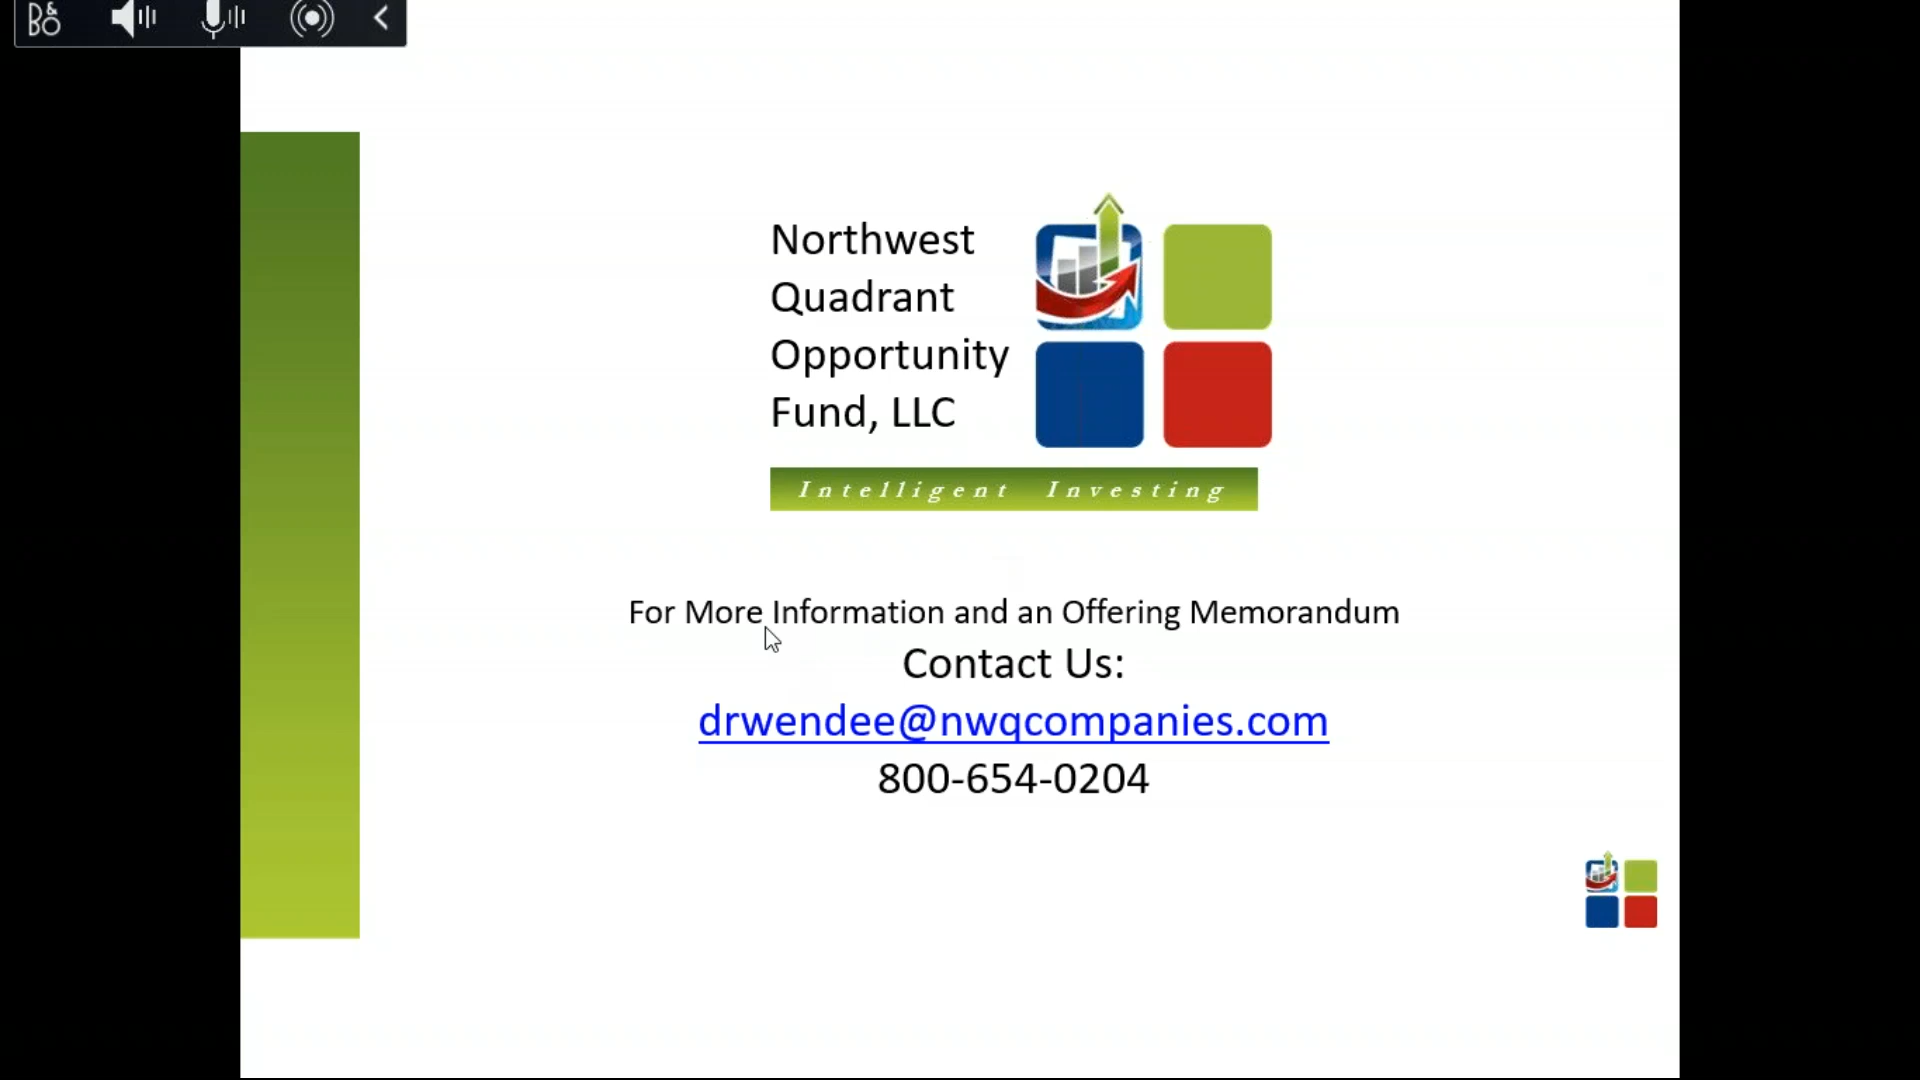 B&O
Northwest
Quadrant
Opportunity
Fund, LLC
Intelligent Investing
For More Information and an Offering Memorandum
Contact Us:
drwendee@nwqcompanies.com
800-654-0204